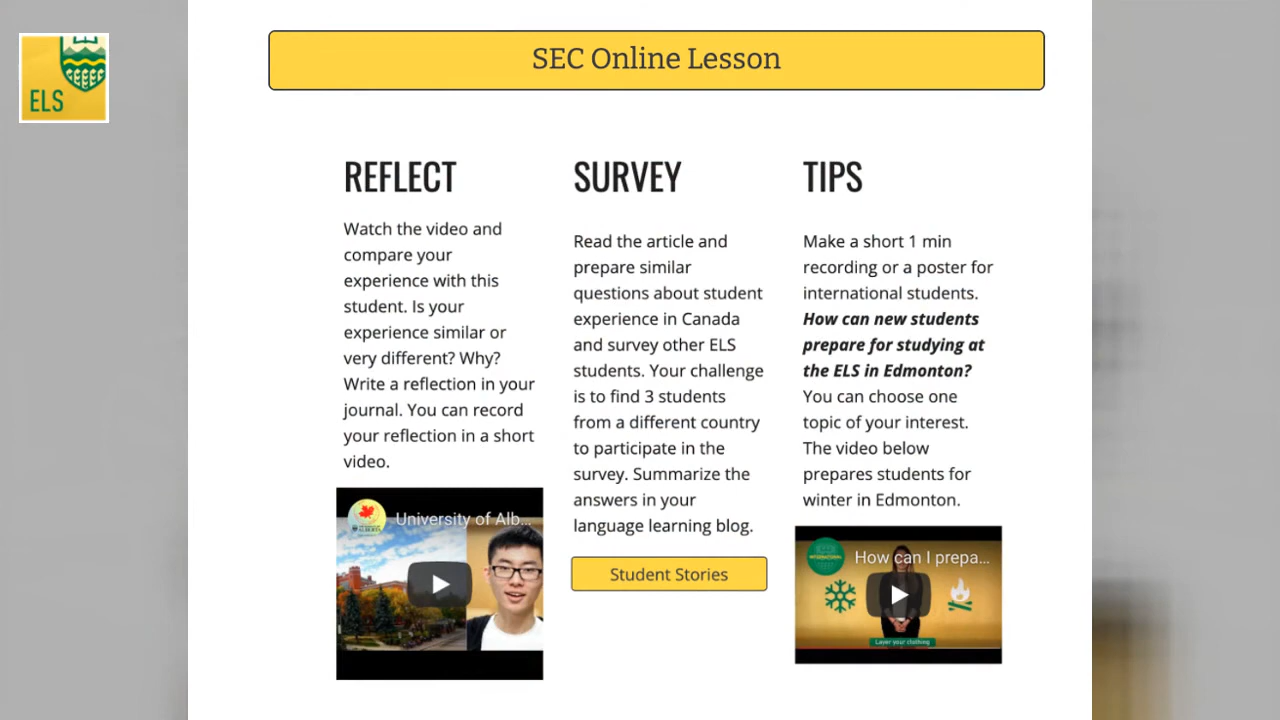 ELS
SEC Online Lesson
REFLECT
Watch the video and
compare your
experience with this
student. Is your
experience similar or
very different? Why?
Write a reflection in your
journal. You can record
your reflection in a short
video.
University of Alb...
SURVEY
Read the article and
prepare similar
questions about student
experience in Canada
and survey other ELS
students. Your challenge
is to find 3 students
from a different country
to participate in the
survey. Summarize the
answers in your
language learning blog.
Student Stories
TIPS
Make a short 1 min
recording or a poster for
international students.
How can new students
prepare for studying at
the ELS in Edmonton?
You can choose one
topic of your interest.
The video below
prepares students for
winter in Edmonton.
How can I prepa...
Layer your clothing